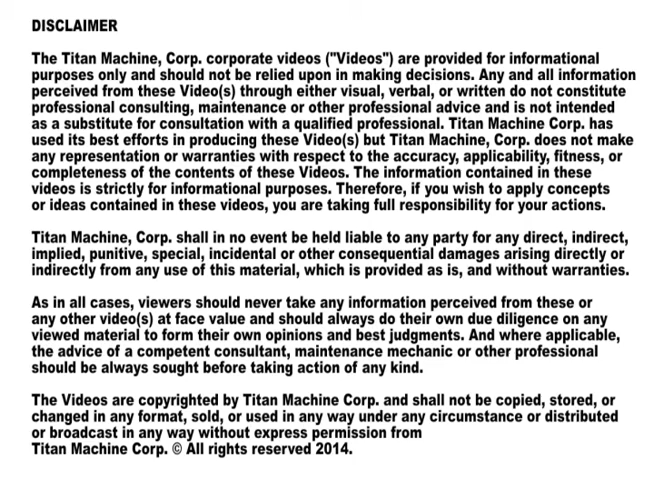 DISCLAIMER
The Titan Machine, Corp. corporate videos ("Videos") are provided for informational
purposes only and should not be relied upon in making decisions. Any and all information
perceived from these Video(s) through either visual, verbal, or written do not constitute
professional consulting, maintenance or other professional advice and is not intended
as a substitute for consultation with a qualified professional. Titan Machine Corp. has
used its best efforts in producing these Video(s) but Titan Machine, Corp. does not make
any representation or warranties with respect to the accuracy, applicability, fitness, or
completeness of the contents of these Videos. The information contained in these
videos is strictly for informational purposes. Therefore, if you wish to apply concepts
or ideas contained in these videos, you are taking full responsibility for your actions.
Titan Machine, Corp. shall in no event be held liable to any party for any direct, indirect,
implied, punitive, special, incidental or other consequential damages arising directly or
indirectly from any use of this material, which is provided as is, and without warranties.
As in all cases, viewers should never take any information perceived from these or
any other video(s) at face value and should always do their own due diligence on any
viewed material to form their own opinions and best judgments. And where applicable,
the advice of a competent consultant, maintenance mechanic or other professional
should be always sought before taking action of any kind.
The Videos are copyrighted by Titan Machine Corp. and shall not be copied, stored, or
changed in any format, sold, or used in any way under any circumstance or distributed
or broadcast in any way without express permission from
Titan Machine Corp. © All rights reserved 2014.